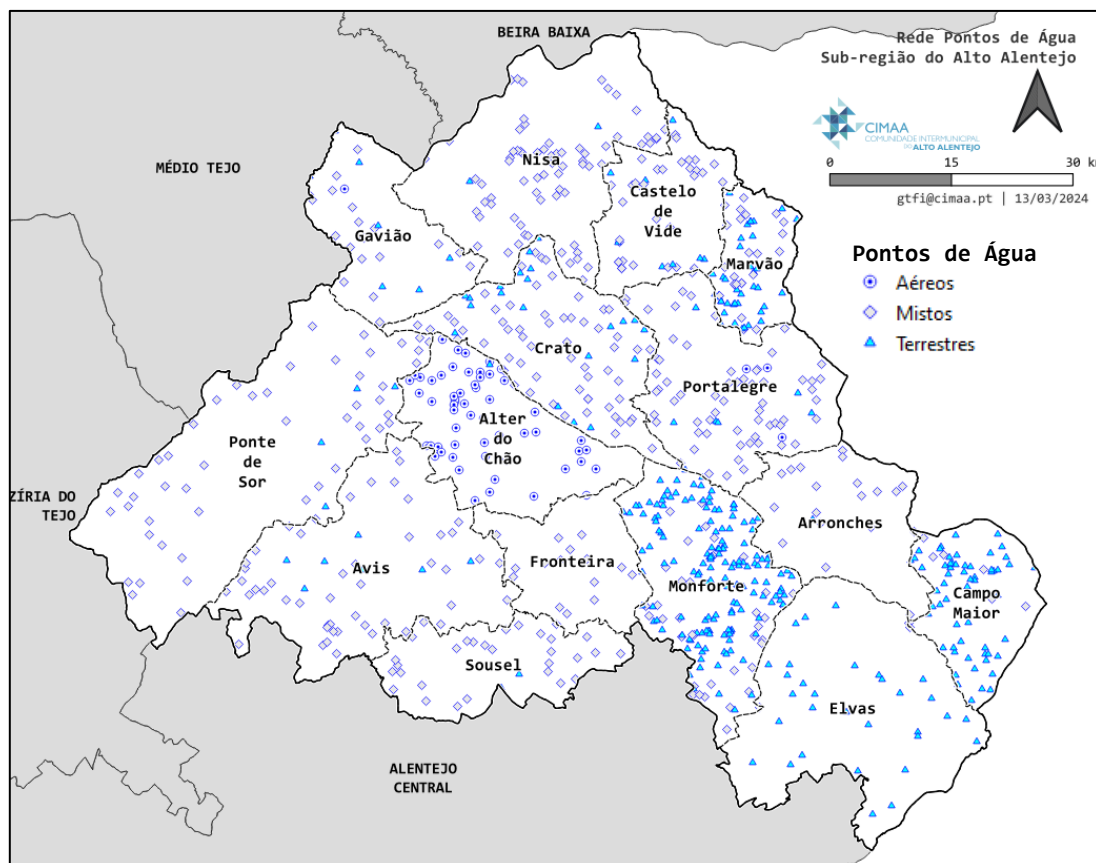 BEIRA BAIXA
Rede Pontos de Água
Sub-região do Alto Alentejo
CIMAA
COMUNIDADE INTERMUNICIPAL
DO ALTO ALENTEJO
0 15 30 km
gtfi@cimaa.pt | 13/03/2024
MÉDIO TEJO
Nisa
Castelo
de
Vide
Gavião
Marvão
Pontos de Água
Aéreos
Mistos
Terrestres
Crato
Portalegre
Alter
do
Chão
Ponte
de
Sor
ZÍRIA DO
TEJO
Arronches
Avis
Fronteira
Monforte
Campo
Maior
Sousel
Elvas
ALENTEJO
CENTRAL